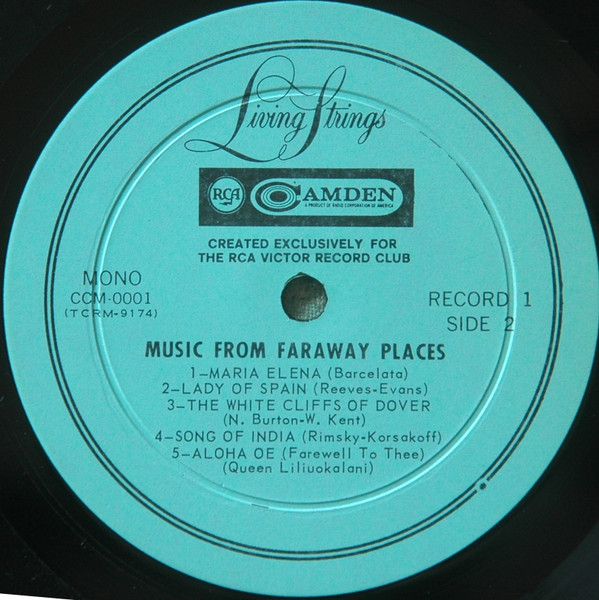 Living Strings
RCA CAMDEN
A PRODUCT OF RADIO CORPORATION OF AMERICA
CREATED EXCLUSIVELY FOR
THE RCA VICTOR RECORD CLUB
MONO
CCM-0001
(TCRM-9174)
RECORD 1
SIDE 2
MUSIC FROM FARAWAY PLACES
1—MARIA ELENA (Barcelata)
2—LADY OF SPAIN (Reeves-Evans)
3—THE WHITE CLIFFS OF DOVER
(N. Burton-W. Kent)
4—SONG OF INDIA (Rimsky-Korsakoff)
5—ALOHA OE (Farewell To Thee)
(Queen Liliuokalani)